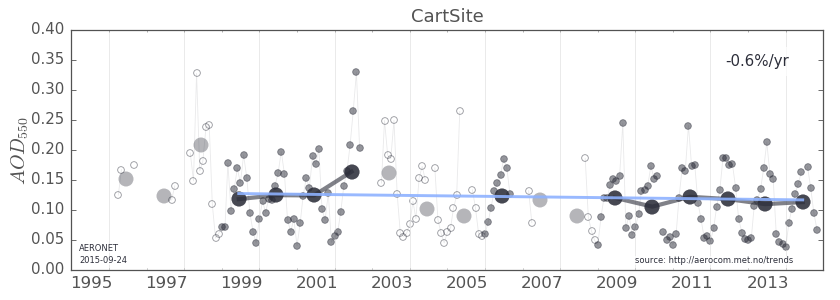 CartSite
0.40
0.35
0.30
0.25
0.20
0.15
0.10
0.05
0.00
AOD550
-0.6%/yr
AERONET
2015-09-24
source: http://aerocom.met.no/trends
1995 1997 1999 2001 2003 2005 2007 2009 2011 2013